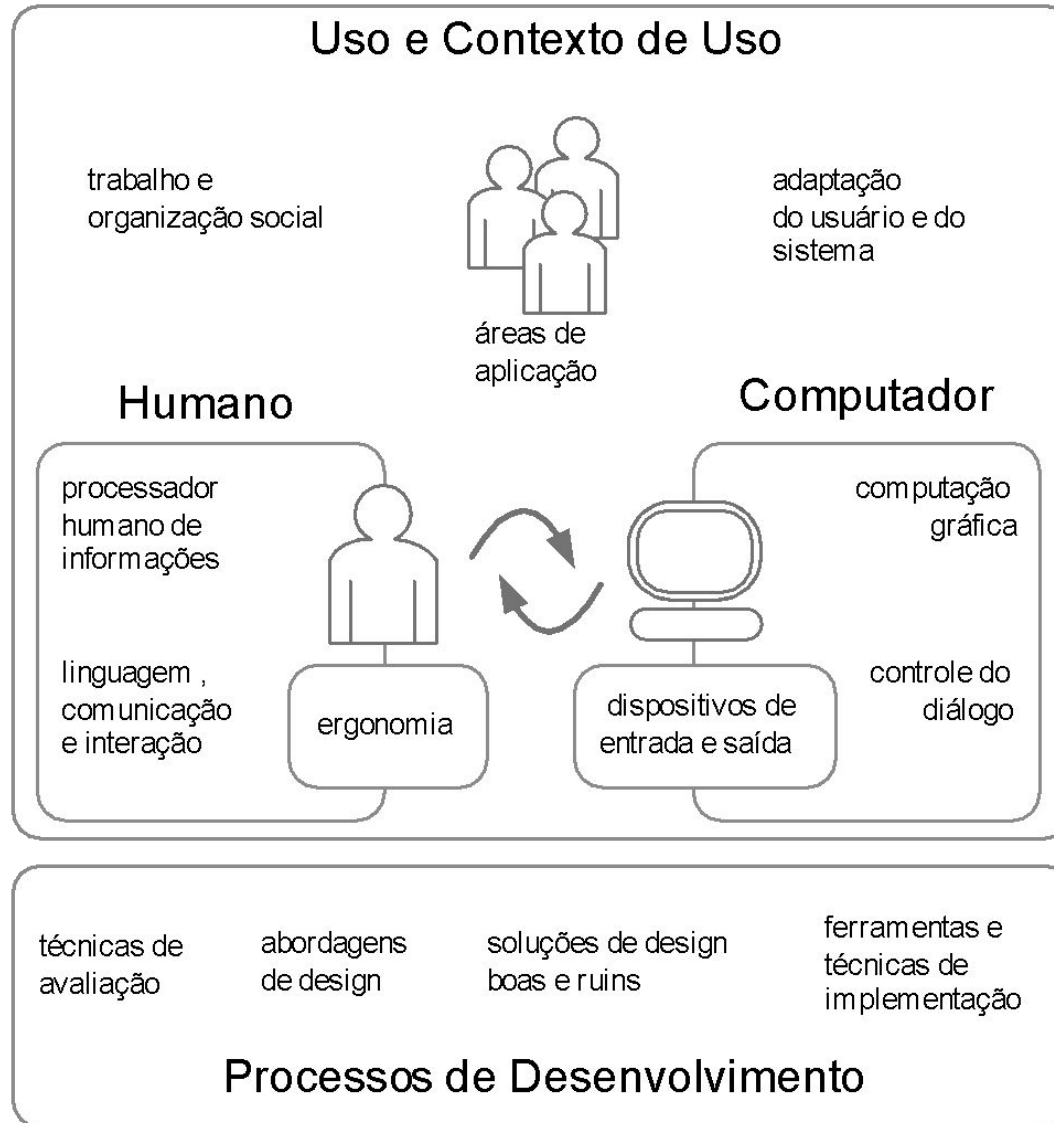 Uso e Contexto de Uso
trabalho e
organização social
adaptação
do usuário e do
sistema
áreas de
aplicação
Humano
Computador
processador
humano de
informações
linguagem ,
comunicação
e interação
ergonomia
computação
gráfica
dispositivos de
entrada e saída
controle do
diálogo
técnicas de
avaliação
abordagens
de design
soluções de design
boas e ruins
ferramentas e
técnicas de
implementação
Processos de Desenvolvimento